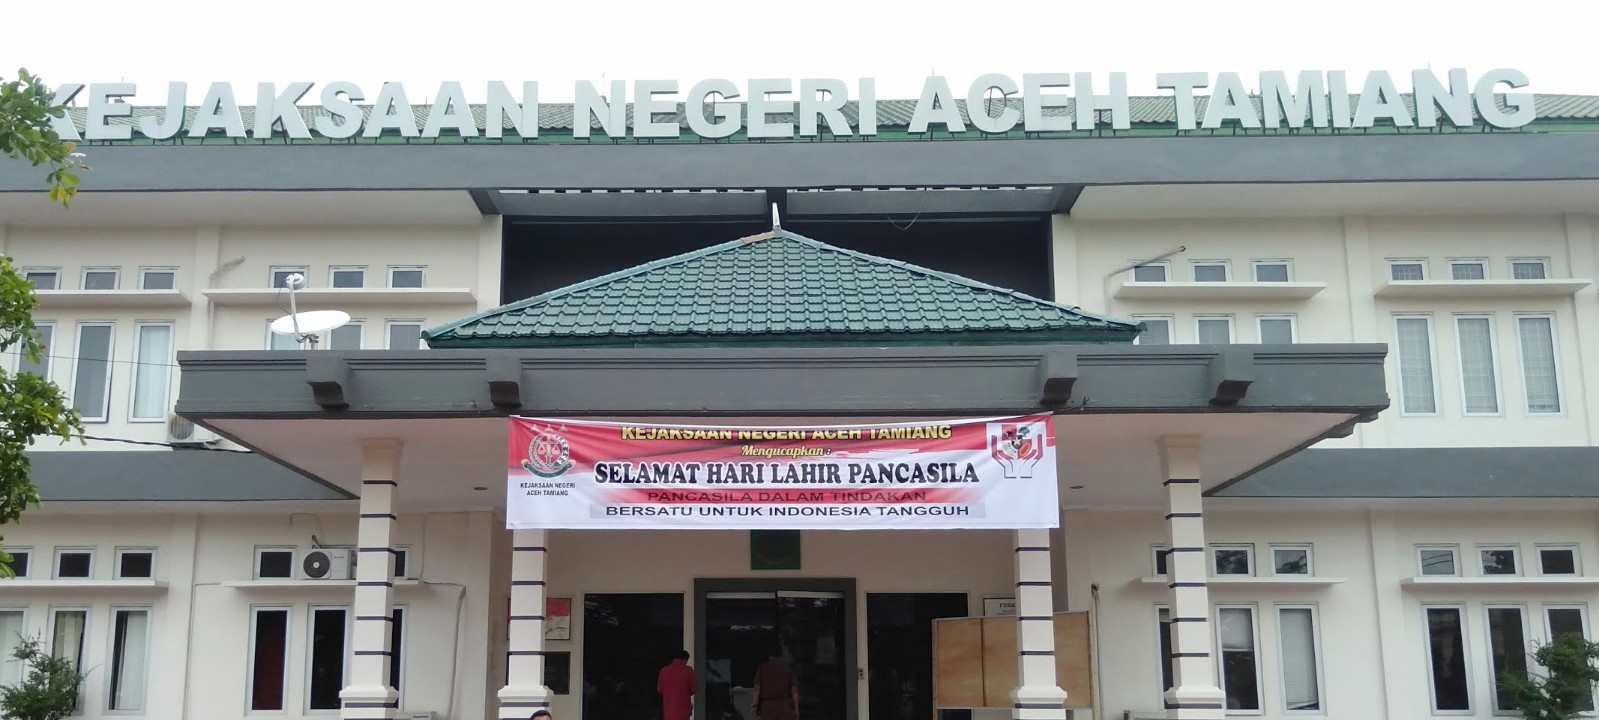 KEJAKSAAN NEGERI ACEH TAMIANG
KEJAKSAAN NEGERI ACEH TAMIANG
Mengucapkan :
SELAMAT HARI LAHIR PANCASILA
PANCASILA DALAM TINDAKAN
BERSATU UNTUK INDONESIA TANGGUH
KEJAKSAAN NEGERI
ACEH TAMIANG